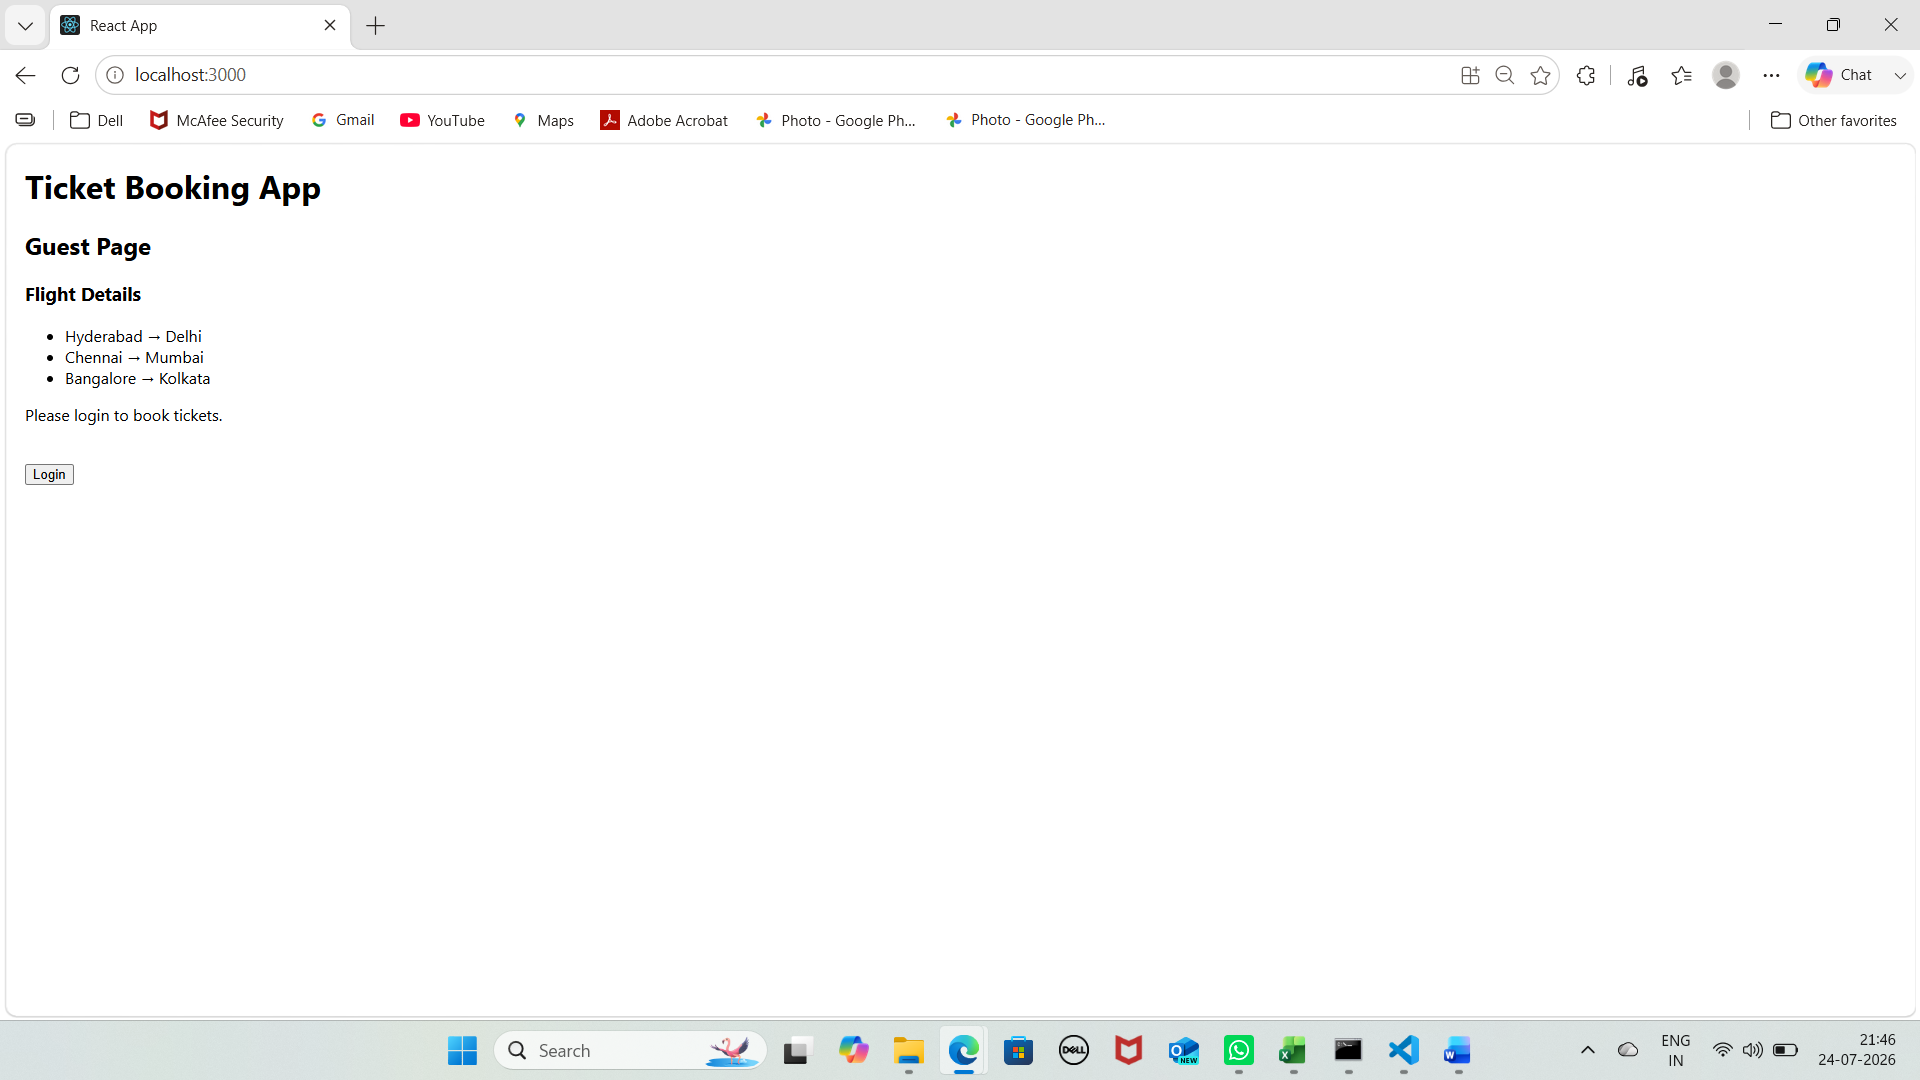 React App
localhost:3000
Chat
Dell
McAfee Security
Gmail
YouTube
Maps
Adobe Acrobat
Photo - Google Ph...
Photo - Google Ph...
Other favorites
Ticket Booking App
Guest Page
Flight Details
• Hyderabad → Delhi
• Chennai → Mumbai
• Bangalore → Kolkata
Please login to book tickets.
Login
Search
DELL
NEW
ENG
IN
21:46
24-07-2026